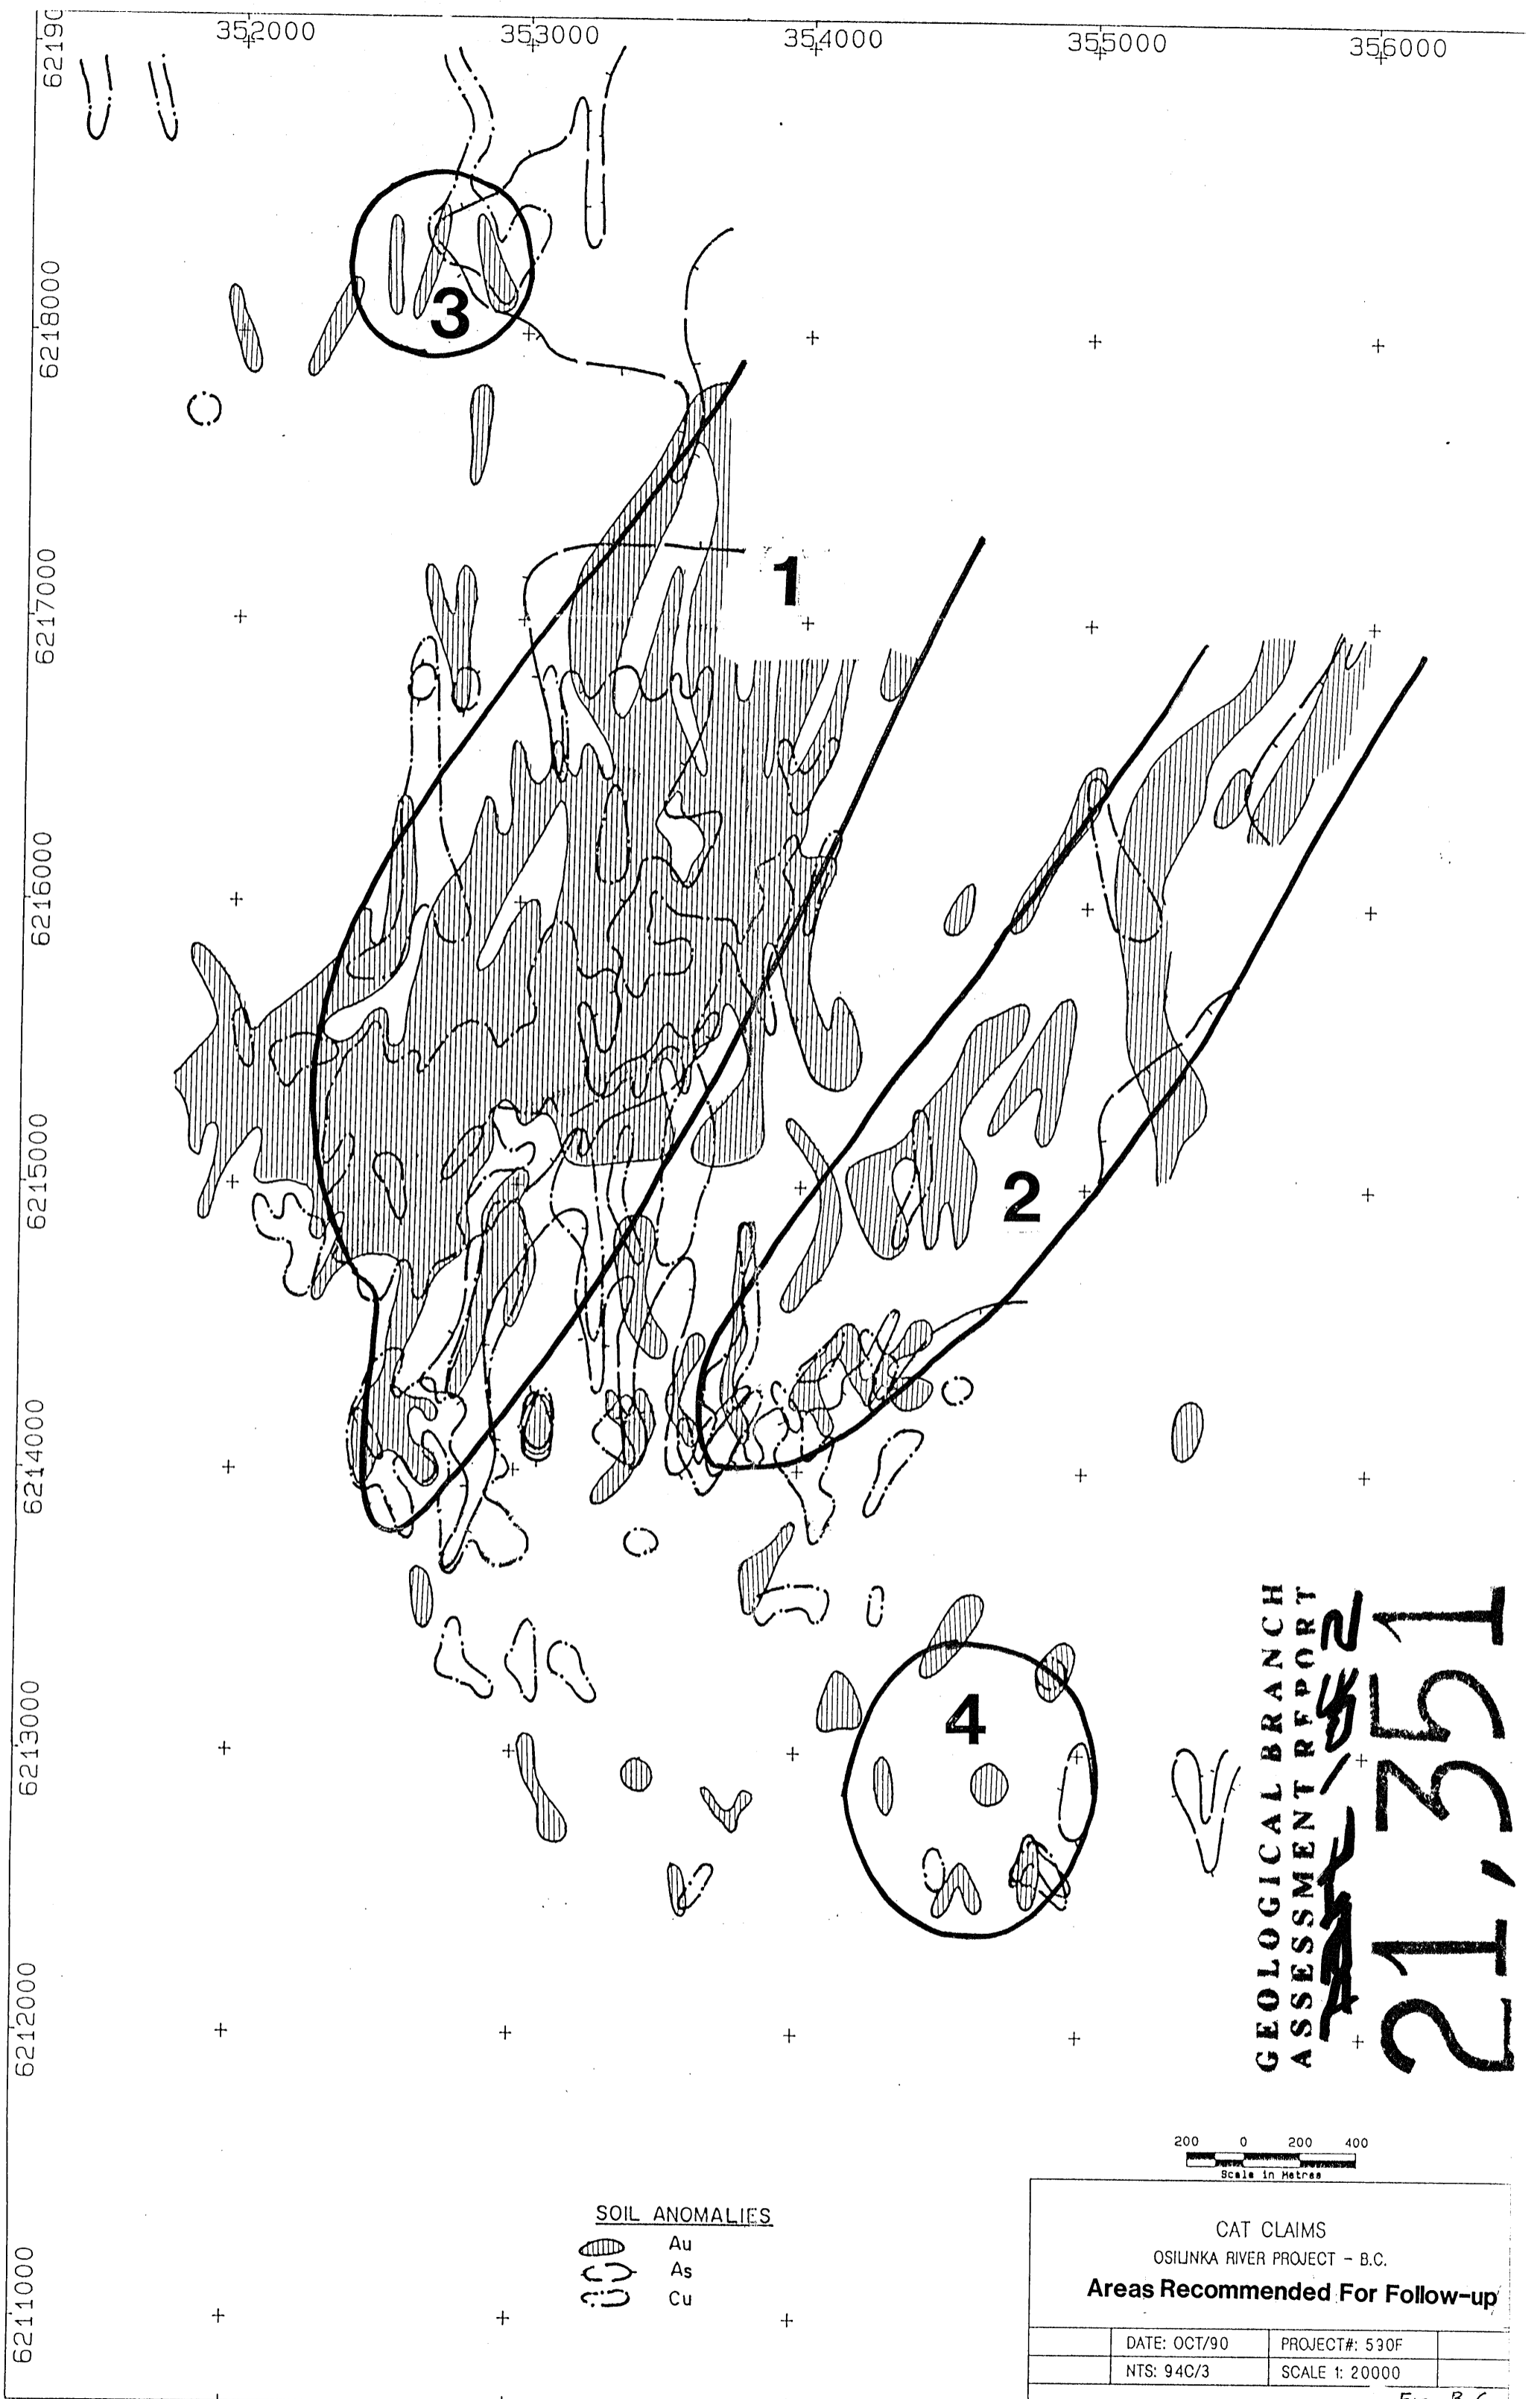 352000
353000
354000
355000
356000
62190
6218000
6217000
6216000
6215000
6214000
6213000
6212000
6211000
3
1
2
4
GEOLOGICAL BRANCH
ASSESSMENT REPORT
21,351
200 0 200 400
Scale in Metres
SOIL ANOMALIES
Au
As
Cu
CAT CLAIMS
OSILINKA RIVER PROJECT - B.C.
Areas Recommended For Follow-up
DATE: OCT/90 PROJECT#: 590F
NTS: 94C/3 SCALE 1: 20000